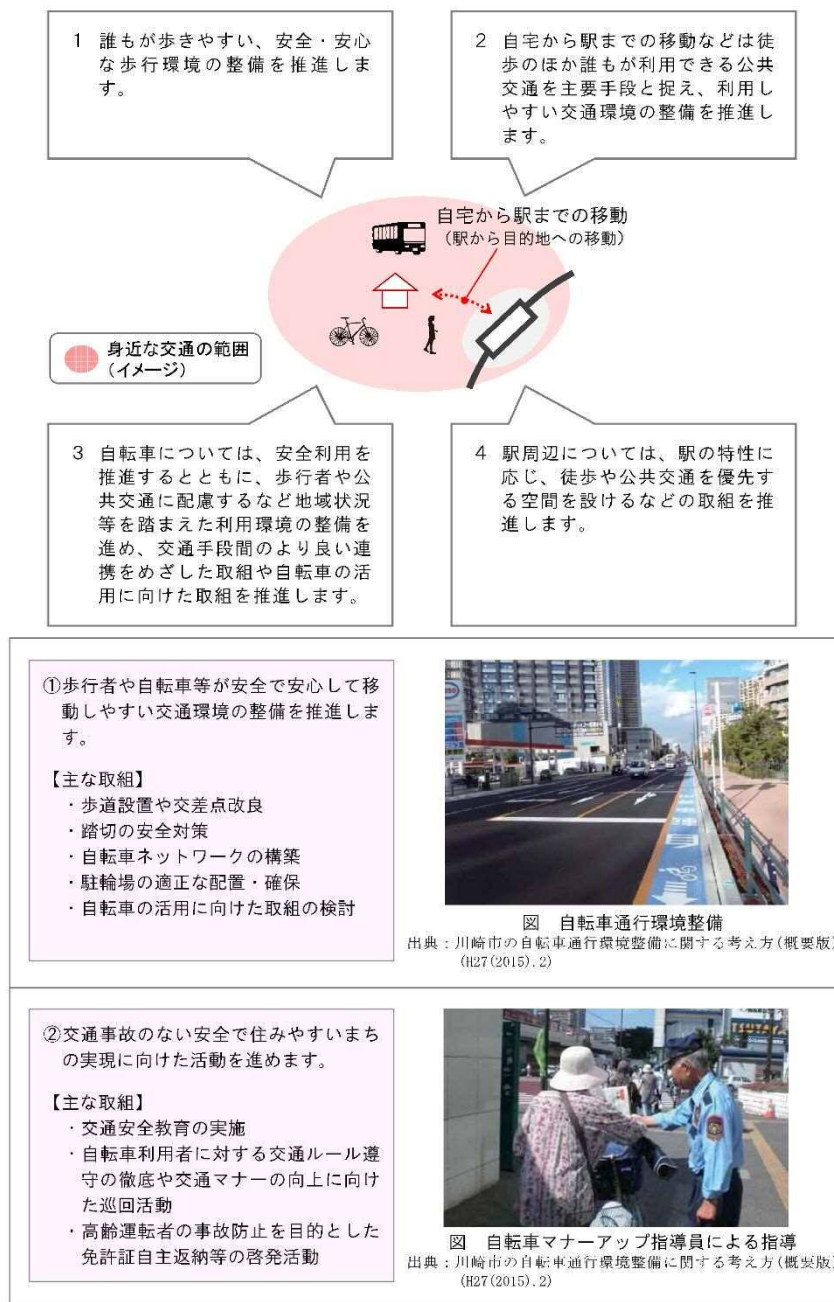 1 誰もが歩きやすい、安全・安心
な歩行環境の整備を推進しま
す。
2 自宅から駅までの移動などは徒
歩のほか誰もが利用できる公共
交通を主要手段と捉え、利用し
やすい交通環境の整備を推進し
ます。
自宅から駅までの移動
（駅から目的地への移動）
身近な交通の範囲
（イメージ）
3 自転車については、安全利用を
推進するとともに、歩行者や公
共交通に配慮するなど地域状況
等を踏まえた利用環境の整備を
進め、交通手段間のより良い連
携をめざした取組や自転車の活
用に向けた取組を推進します。
4 駅周辺については、駅の特性に
応じ、徒歩や公共交通を優先す
る空間を設けるなどの取組を推
進します。
①歩行者や自転車等が安全で安心して移
動しやすい交通環境の整備を推進しま
す。
【主な取組】
・歩道設置や交差点改良
・踏切の安全対策
・自転車ネットワークの構築
・駐輪場の適正な配置・確保
・自転車の活用に向けた取組の検討
図　自転車通行環境整備
出典：川崎市の自転車通行環境整備に関する考え方(概要版)
(H27(2015).2)
②交通事故のない安全で住みやすいまち
の実現に向けた活動を進めます。
【主な取組】
・交通安全教育の実施
・自転車利用者に対する交通ルール遵
守の徹底や交通マナーの向上に向け
た巡回活動
・高齢運転者の事故防止を目的とした
免許証自主返納等の啓発活動
TSUTAYA
図　自転車マナーアップ指導員による指導
出典：川崎市の自転車通行環境整備に関する考え方(概要版)
(H27(2015).2)